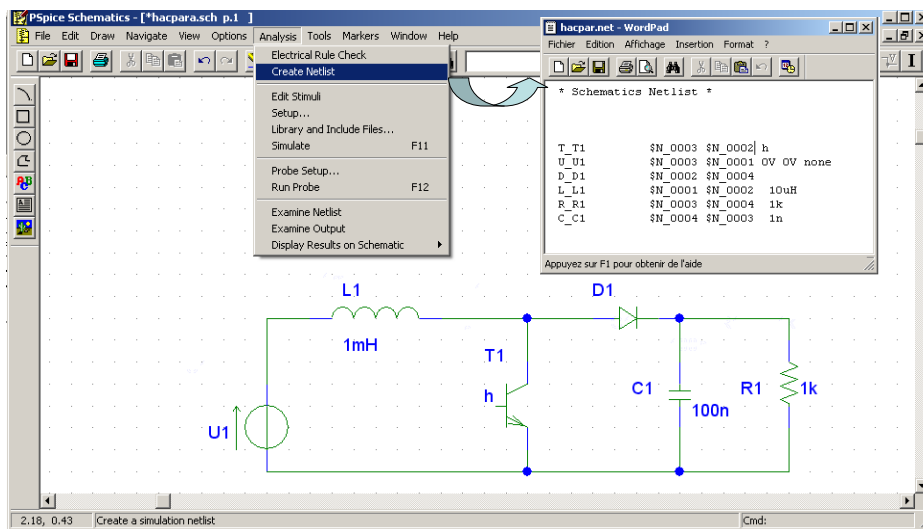 PSpice Schematics - [*hacpara.sch p.1 ]
File Edit Draw Navigate View Options Analysis Tools Markers Window Help
Electrical Rule Check
Create Netlist
Edit Stimuli
Setup...
Library and Include Files...
Simulate F11
Probe Setup...
Run Probe F12
Examine Netlist
Examine Output
Display Results on Schematic
hacpar.net - WordPad
Fichier Edition Affichage Insertion Format ?
* Schematics Netlist *
T_T1 $N_0003 $N_0002 h
U_U1 $N_0003 $N_0001 0V 0V none
D_D1 $N_0002 $N_0004
L_L1 $N_0001 $N_0002 10uH
R_R1 $N_0003 $N_0004 1k
C_C1 $N_0004 $N_0003 1n
Appuyez sur F1 pour obtenir de l'aide
L1
D1
1mH
T1
h
C1
R1
1k
100n
U1
2.18, 0.43 Create a simulation netlist Cmd: